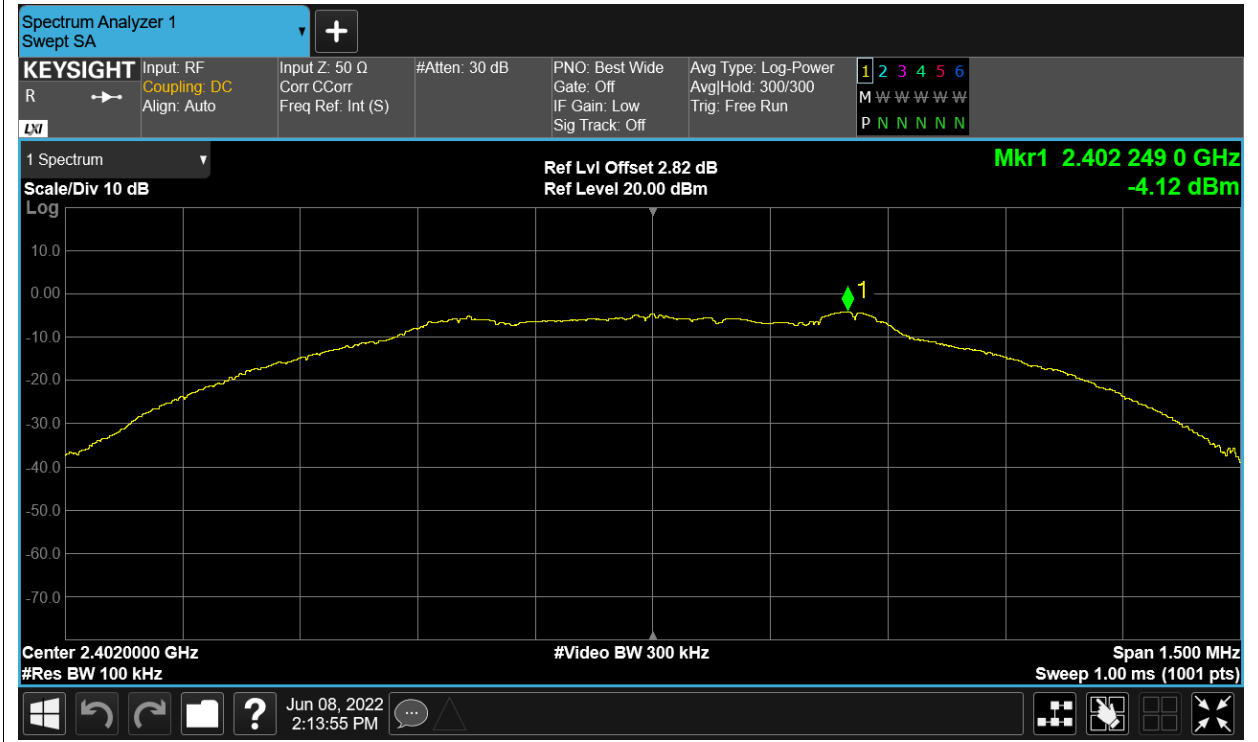 Spectrum Analyzer 1
Swept SA
+
KEYSIGHT
R
LXI
Input: RF
Coupling: DC
Align: Auto
Input Z: 50 Ω
Corr CCorr
Freq Ref: Int (S)
#Atten: 30 dB
PNO: Best Wide
Gate: Off
IF Gain: Low
Sig Track: Off
Avg Type: Log-Power
Avg|Hold: 300/300
Trig: Free Run
1 2 3 4 5 6
M W W W W W W
P N N N N N N
1 Spectrum
Scale/Div 10 dB
Log
Ref Lvl Offset 2.82 dB
Ref Level 20.00 dBm
Mkr1 2.402 249 0 GHz
-4.12 dBm
10.0
0.00
-10.0
-20.0
-30.0
-40.0
-50.0
-60.0
-70.0
1
Center 2.4020000 GHz
#Res BW 100 kHz
#Video BW 300 kHz
Span 1.500 MHz
Sweep 1.00 ms (1001 pts)
?
Jun 08, 2022
2:13:55 PM